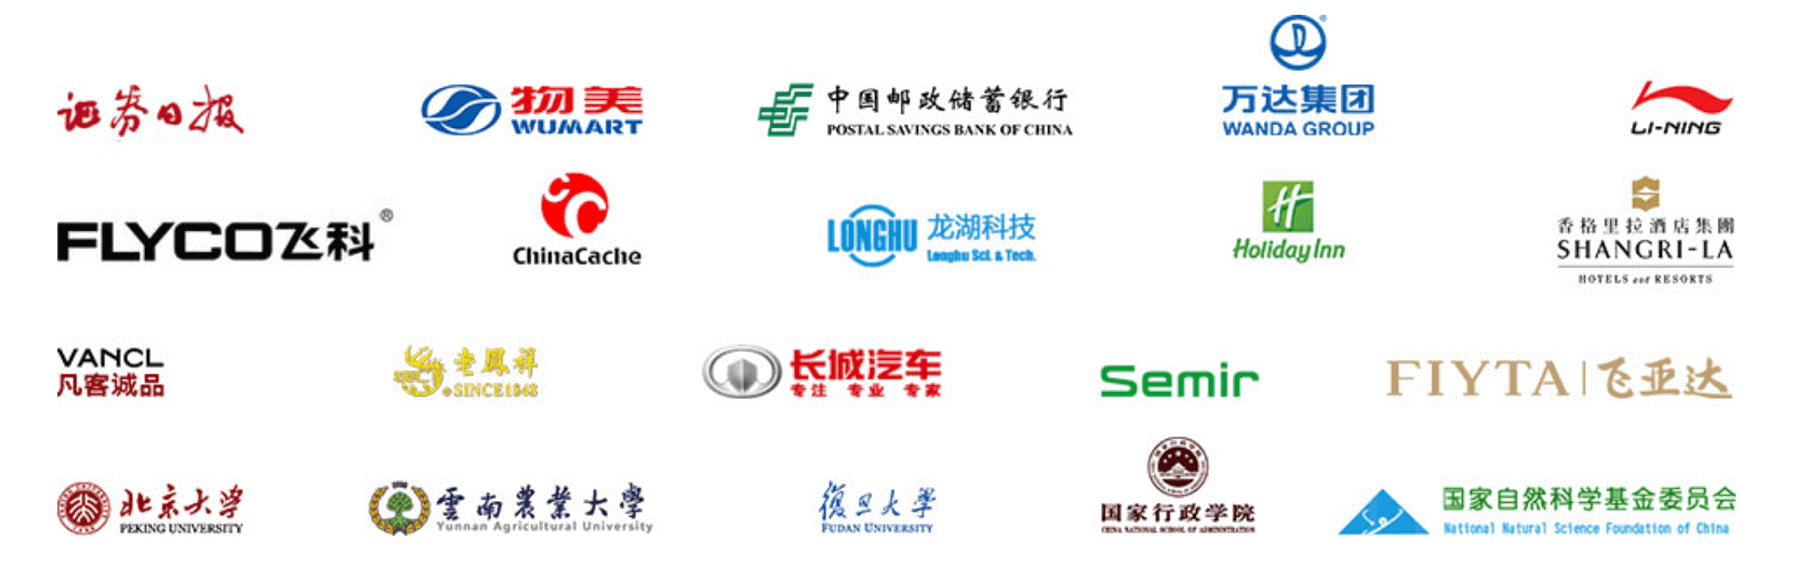 证券日报
物美
WUMART
中国邮政储蓄银行
POSTAL SAVINGS BANK OF CHINA
万达集团
WANDA GROUP
LI-NING
FLYCO飞科®
ChinaCache
LONGHU
龙湖科技
Longhu Sci. & Tech.
H
Holiday Inn
香格里拉酒店集團
SHANGRI-LA
HOTELS and RESORTS
VANCL
凡客诚品
老鳳祥
SINCE1848
长城汽车
专注 专业 专家
Semir
FIYTA 飞亚达
北京大学
PEKING UNIVERSITY
雲南農業大學
Yunnan Agricultural University
復旦大學
FUDAN UNIVERSITY
国家行政学院
CHINA NATIONAL SCHOOL OF ADMINISTRATION
国家自然科学基金委员会
National Natural Science Foundation of China